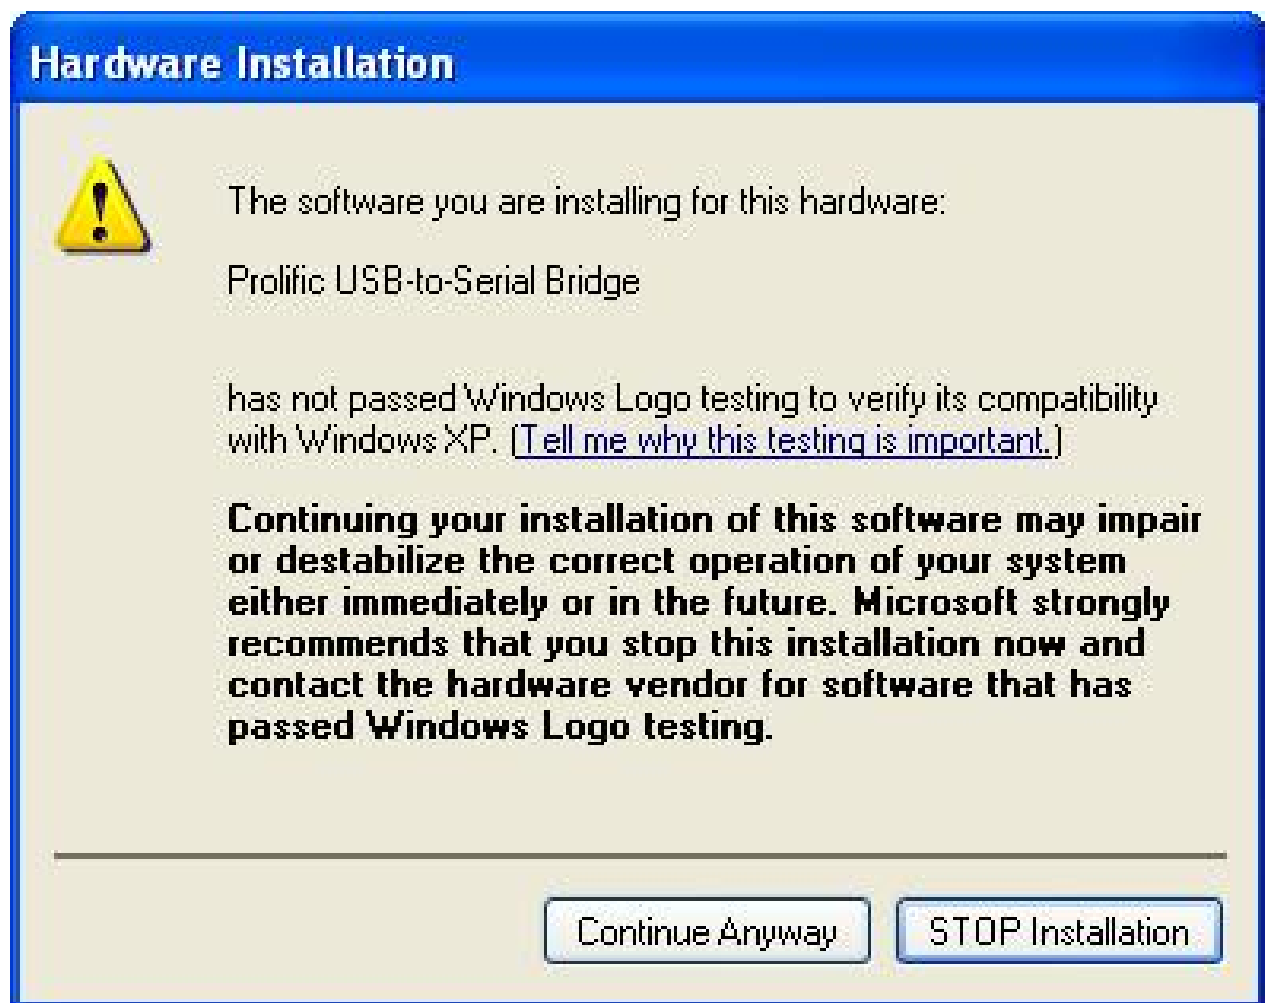 Hardware Installation
The software you are installing for this hardware:
Prolific USB-to-Serial Bridge
has not passed Windows Logo testing to verify its compatibility
with Windows XP. (Tell me why this testing is important.)
Continuing your installation of this software may impair
or destabilize the correct operation of your system
either immediately or in the future. Microsoft strongly
recommends that you stop this installation now and
contact the hardware vendor for software that has
passed Windows Logo testing.
Continue Anyway
STOP Installation